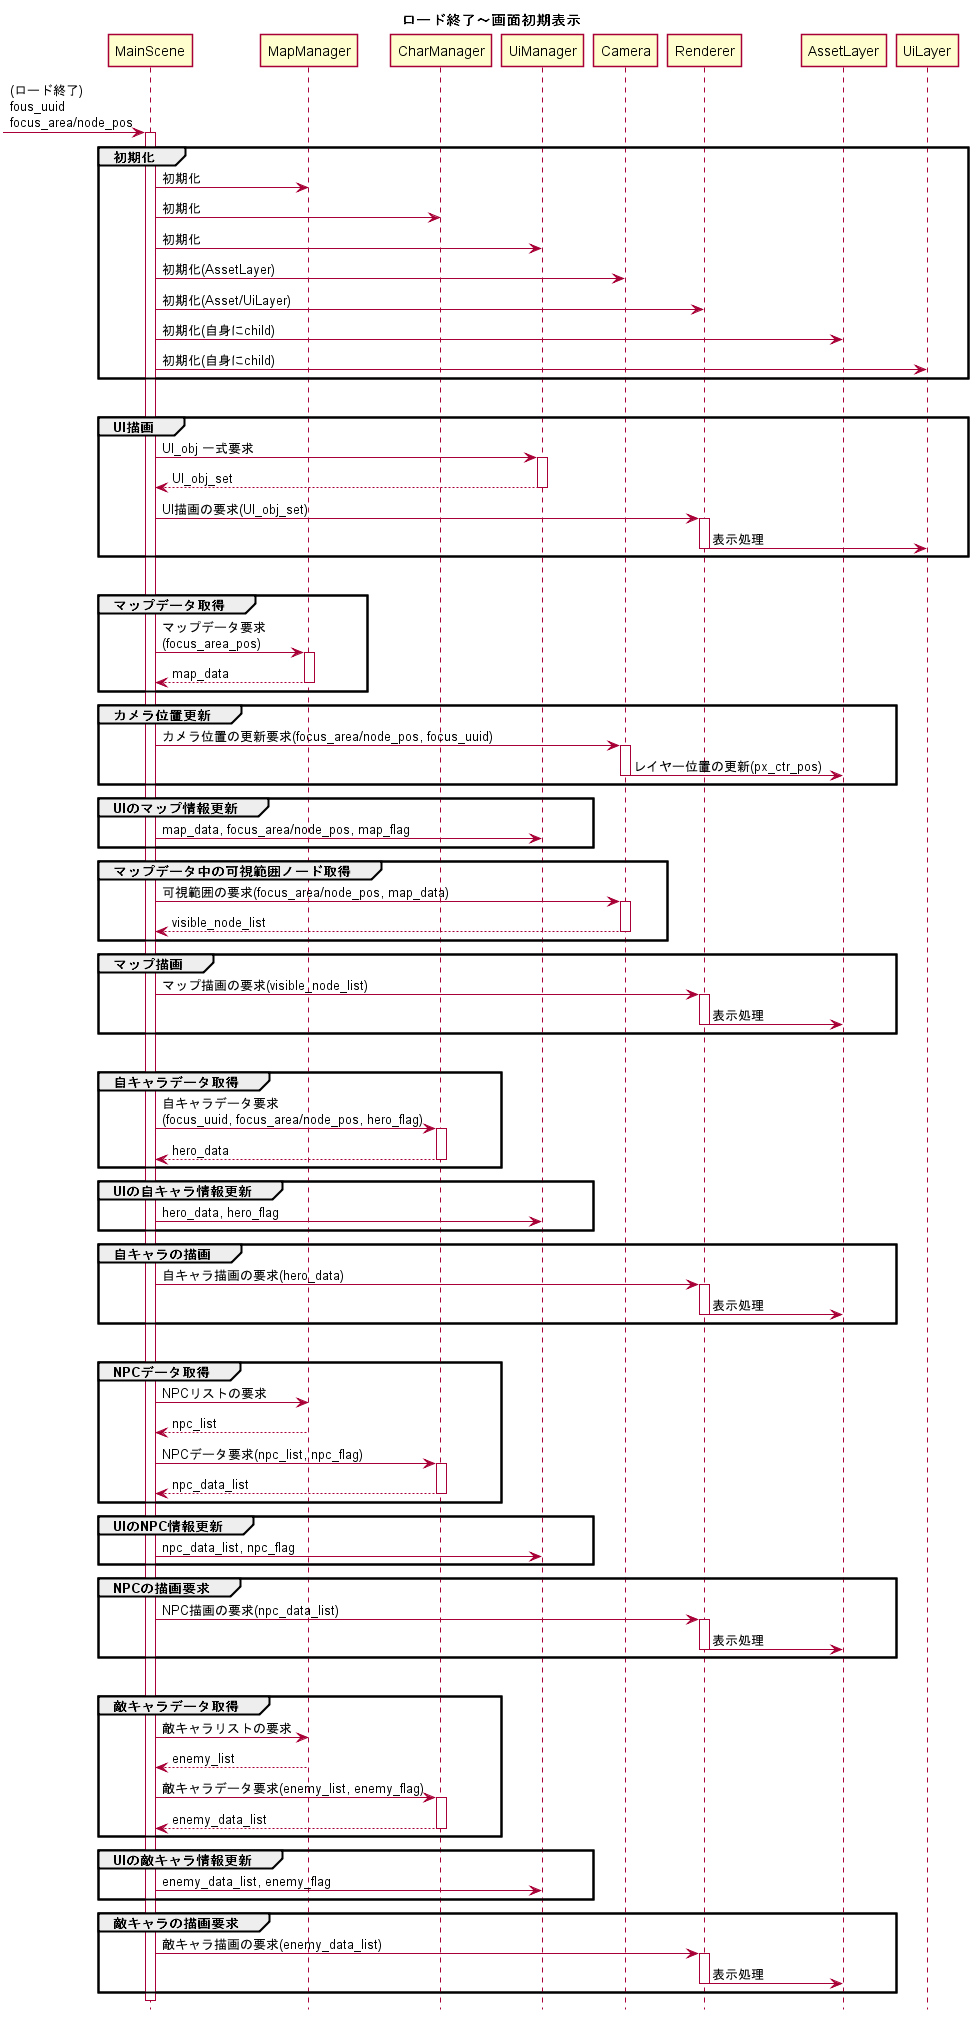 ロード終了～画面初期表示
MainScene
MapManager
CharManager
UiManager
Camera
Renderer
AssetLayer
UiLayer
(ロード終了)
fous_uuid
focus_area/node_pos
初期化
初期化
初期化
初期化
初期化(AssetLayer)
初期化(Asset/UiLayer)
初期化(自身にchild)
初期化(自身にchild)
UI描画
UI_obj 一式要求
UI_obj_set
UI描画の要求(UI_obj_set)
表示処理
マップデータ取得
マップデータ要求
(focus_area_pos)
map_data
カメラ位置更新
カメラ位置の更新要求(focus_area/node_pos, focus_uuid)
レイヤー位置の更新(px_ctr_pos)
UIのマップ情報更新
map_data, focus_area/node_pos, map_flag
マップデータ中の可視範囲ノード取得
可視範囲の要求(focus_area/node_pos, map_data)
visible_node_list
マップ描画
マップ描画の要求(visible_node_list)
表示処理
自キャラデータ取得
自キャラデータ要求
(focus_uuid, focus_area/node_pos, hero_flag)
hero_data
UIの自キャラ情報更新
hero_data, hero_flag
自キャラの描画
自キャラ描画の要求(hero_data)
表示処理
NPCデータ取得
NPCリストの要求
npc_list
NPCデータ要求(npc_list, npc_flag)
npc_data_list
UIのNPC情報更新
npc_data_list, npc_flag
NPCの描画要求
NPC描画の要求(npc_data_list)
表示処理
敵キャラデータ取得
敵キャラリストの要求
enemy_list
敵キャラデータ要求(enemy_list, enemy_flag)
enemy_data_list
UIの敵キャラ情報更新
enemy_data_list, enemy_flag
敵キャラの描画要求
敵キャラ描画の要求(enemy_data_list)
表示処理